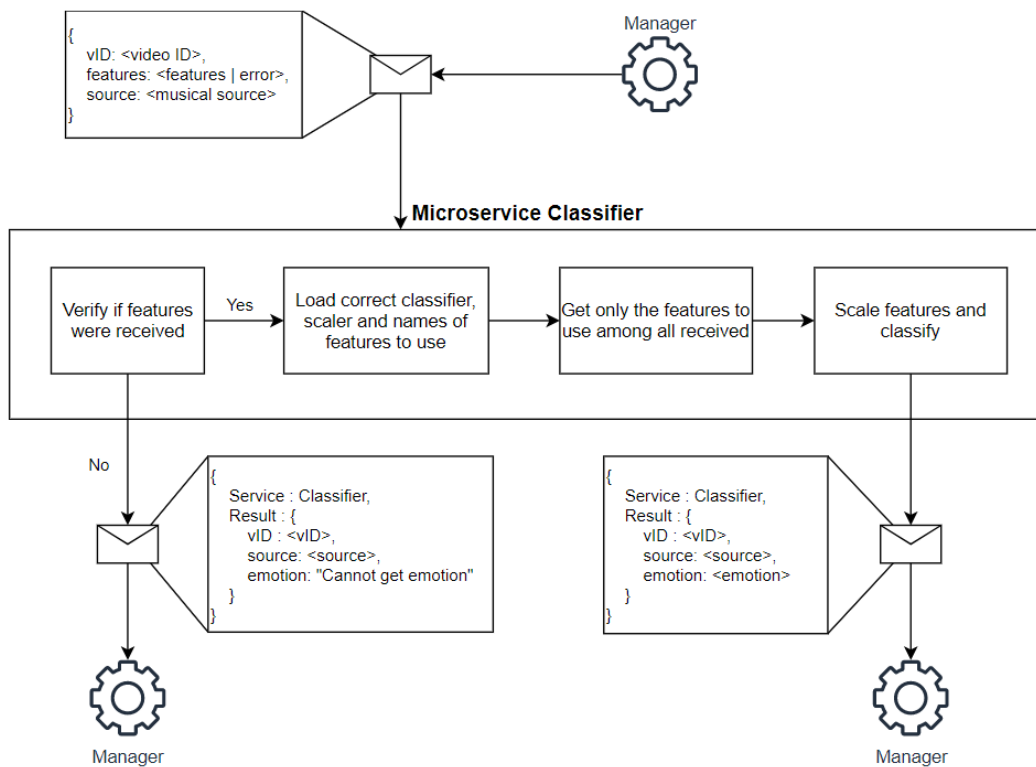 Manager
{
vID: <video ID>,
features: <features | error>,
source: <musical source>
}
Microservice Classifier
Verify if features
were received
Yes
Load correct classifier,
scaler and names of
features to use
Get only the features to
use among all received
Scale features and
classify
No
{
Service : Classifier,
Result : {
vID : <vID>,
source: <source>,
emotion: "Cannot get emotion"
}
}
{
Service : Classifier,
Result : {
vID : <vID>,
source: <source>,
emotion: <emotion>
}
}
Manager
Manager